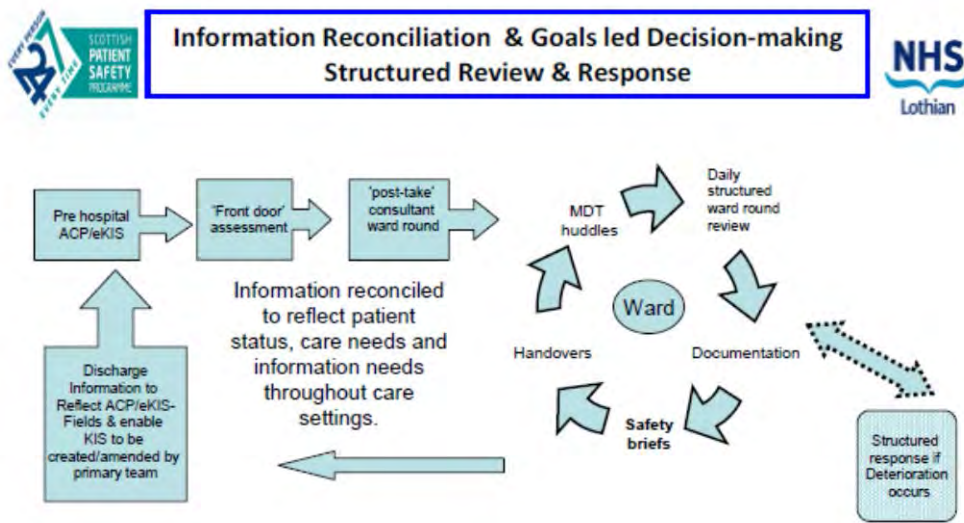 EVERY PERSON
24
EVERY TIME
SCOTTISH
PATIENT
SAFETY
PROGRAMME
Information Reconciliation & Goals led Decision-making
Structured Review & Response
NHS
Lothian
Pre hospital
ACP/eKIS
'Front door'
assessment
'post-take'
consultant
ward round
MDT
huddles
Daily
structured
ward round
review
Ward
Information reconciled
to reflect patient
status, care needs and
information needs
throughout care
settings.
Handovers
Documentation
Safety
briefs
Discharge
Information to
Reflect ACP/eKIS-
Fields & enable
KIS to be
created/amended by
primary team
Structured
response if
Deterioration
occurs